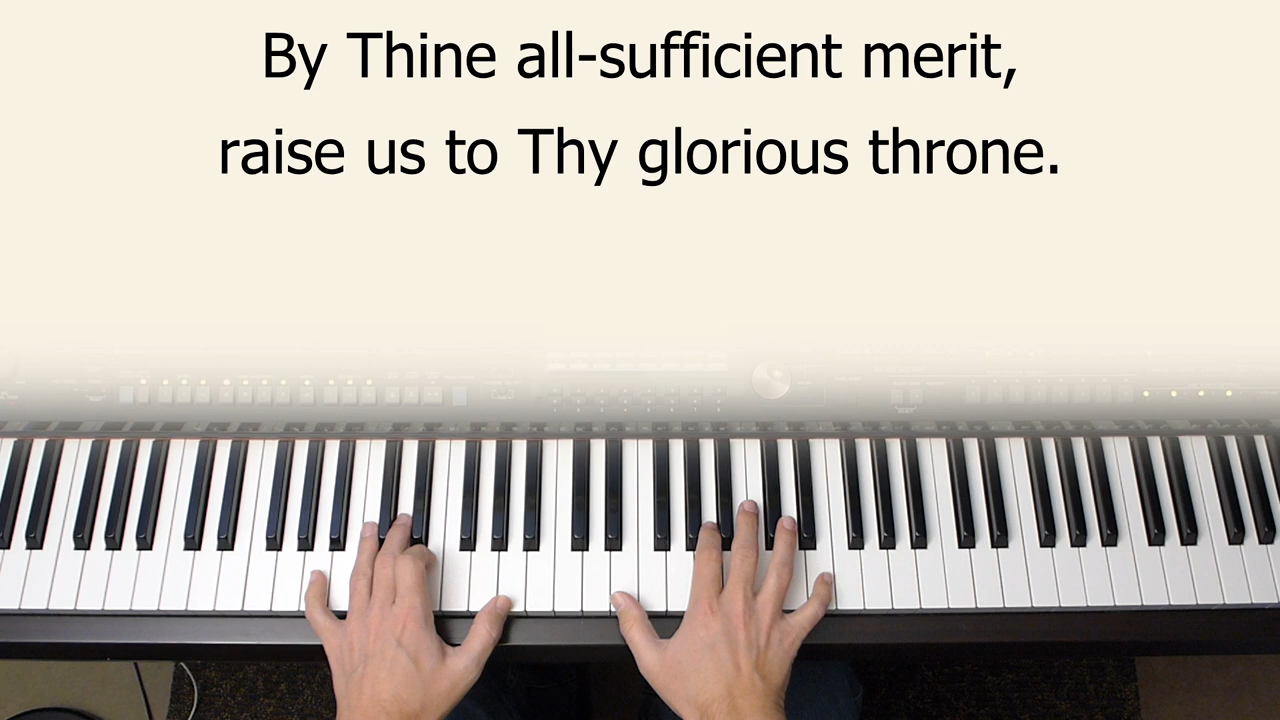 By Thine all-sufficient merit,
raise us to Thy glorious throne.